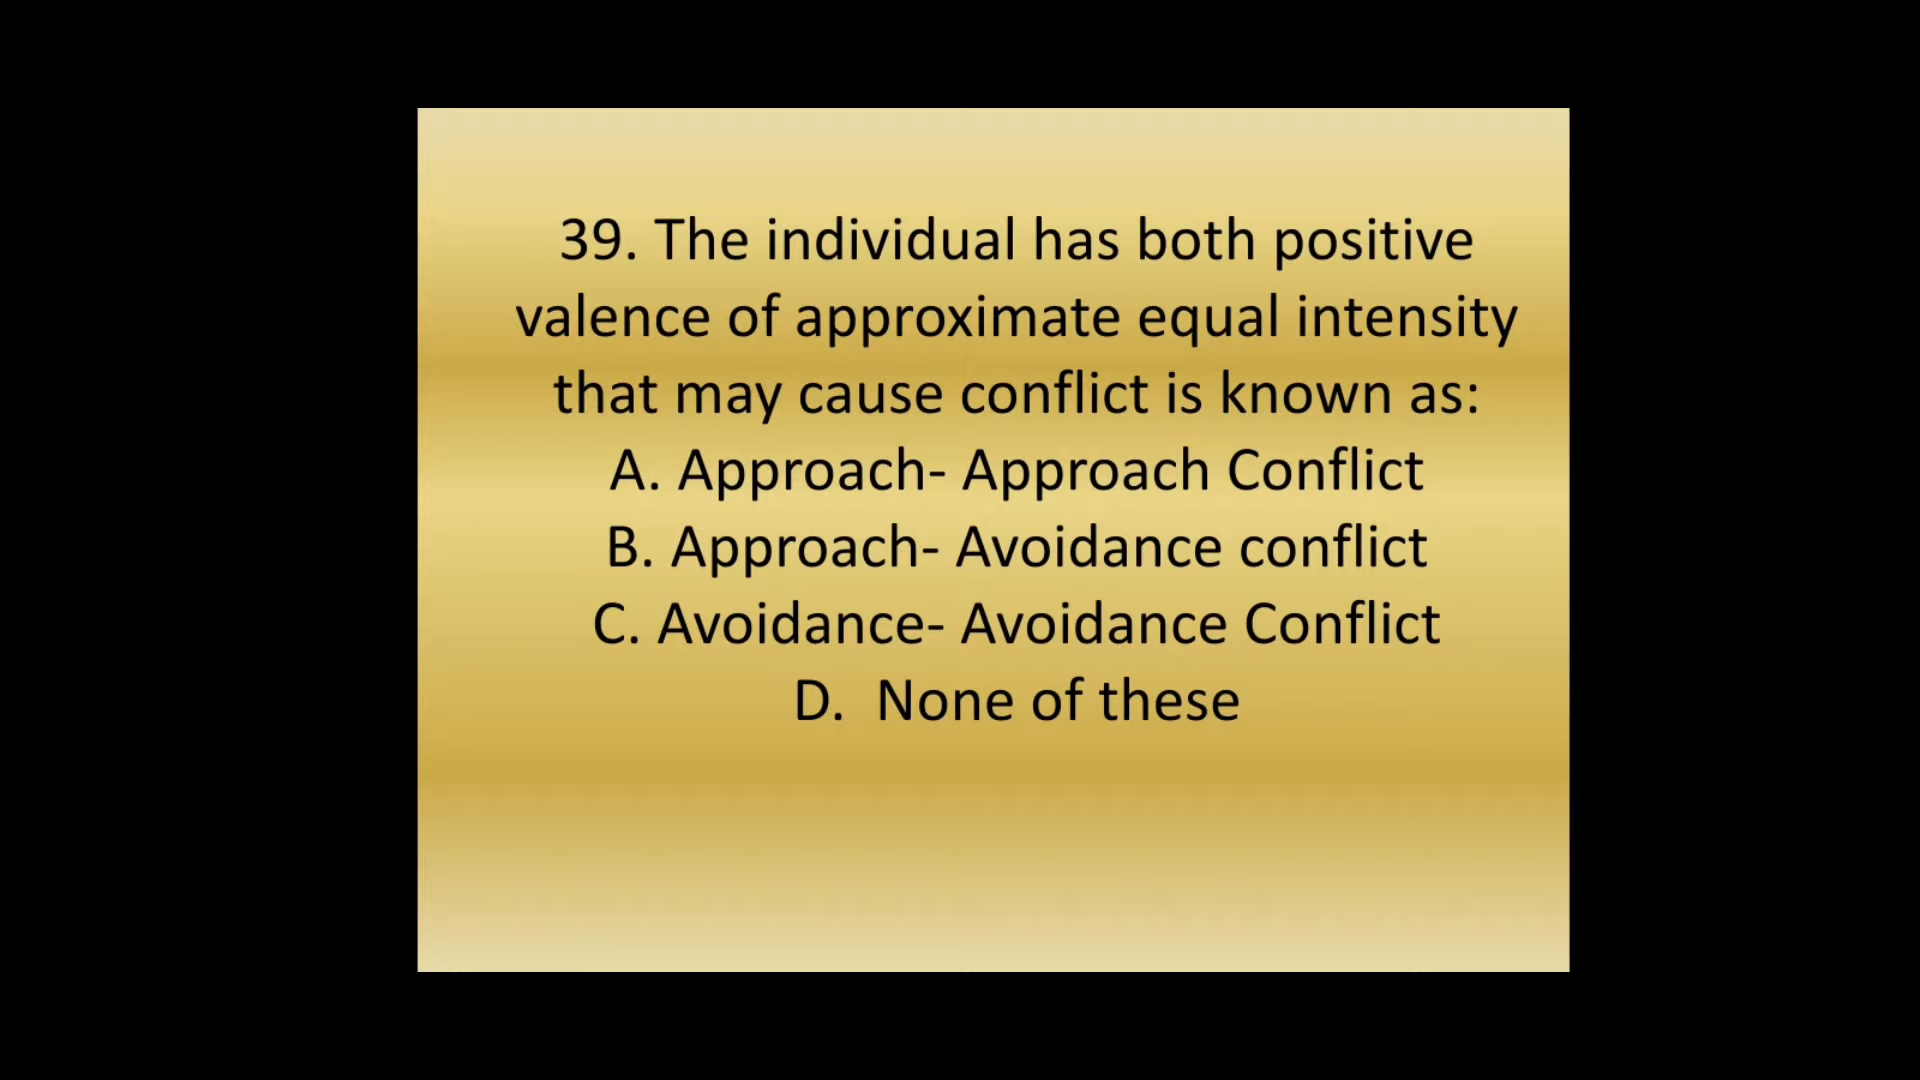 39. The individual has both positive
valence of approximate equal intensity
that may cause conflict is known as:
A. Approach- Approach Conflict
B. Approach- Avoidance conflict
C. Avoidance- Avoidance Conflict
D.  None of these